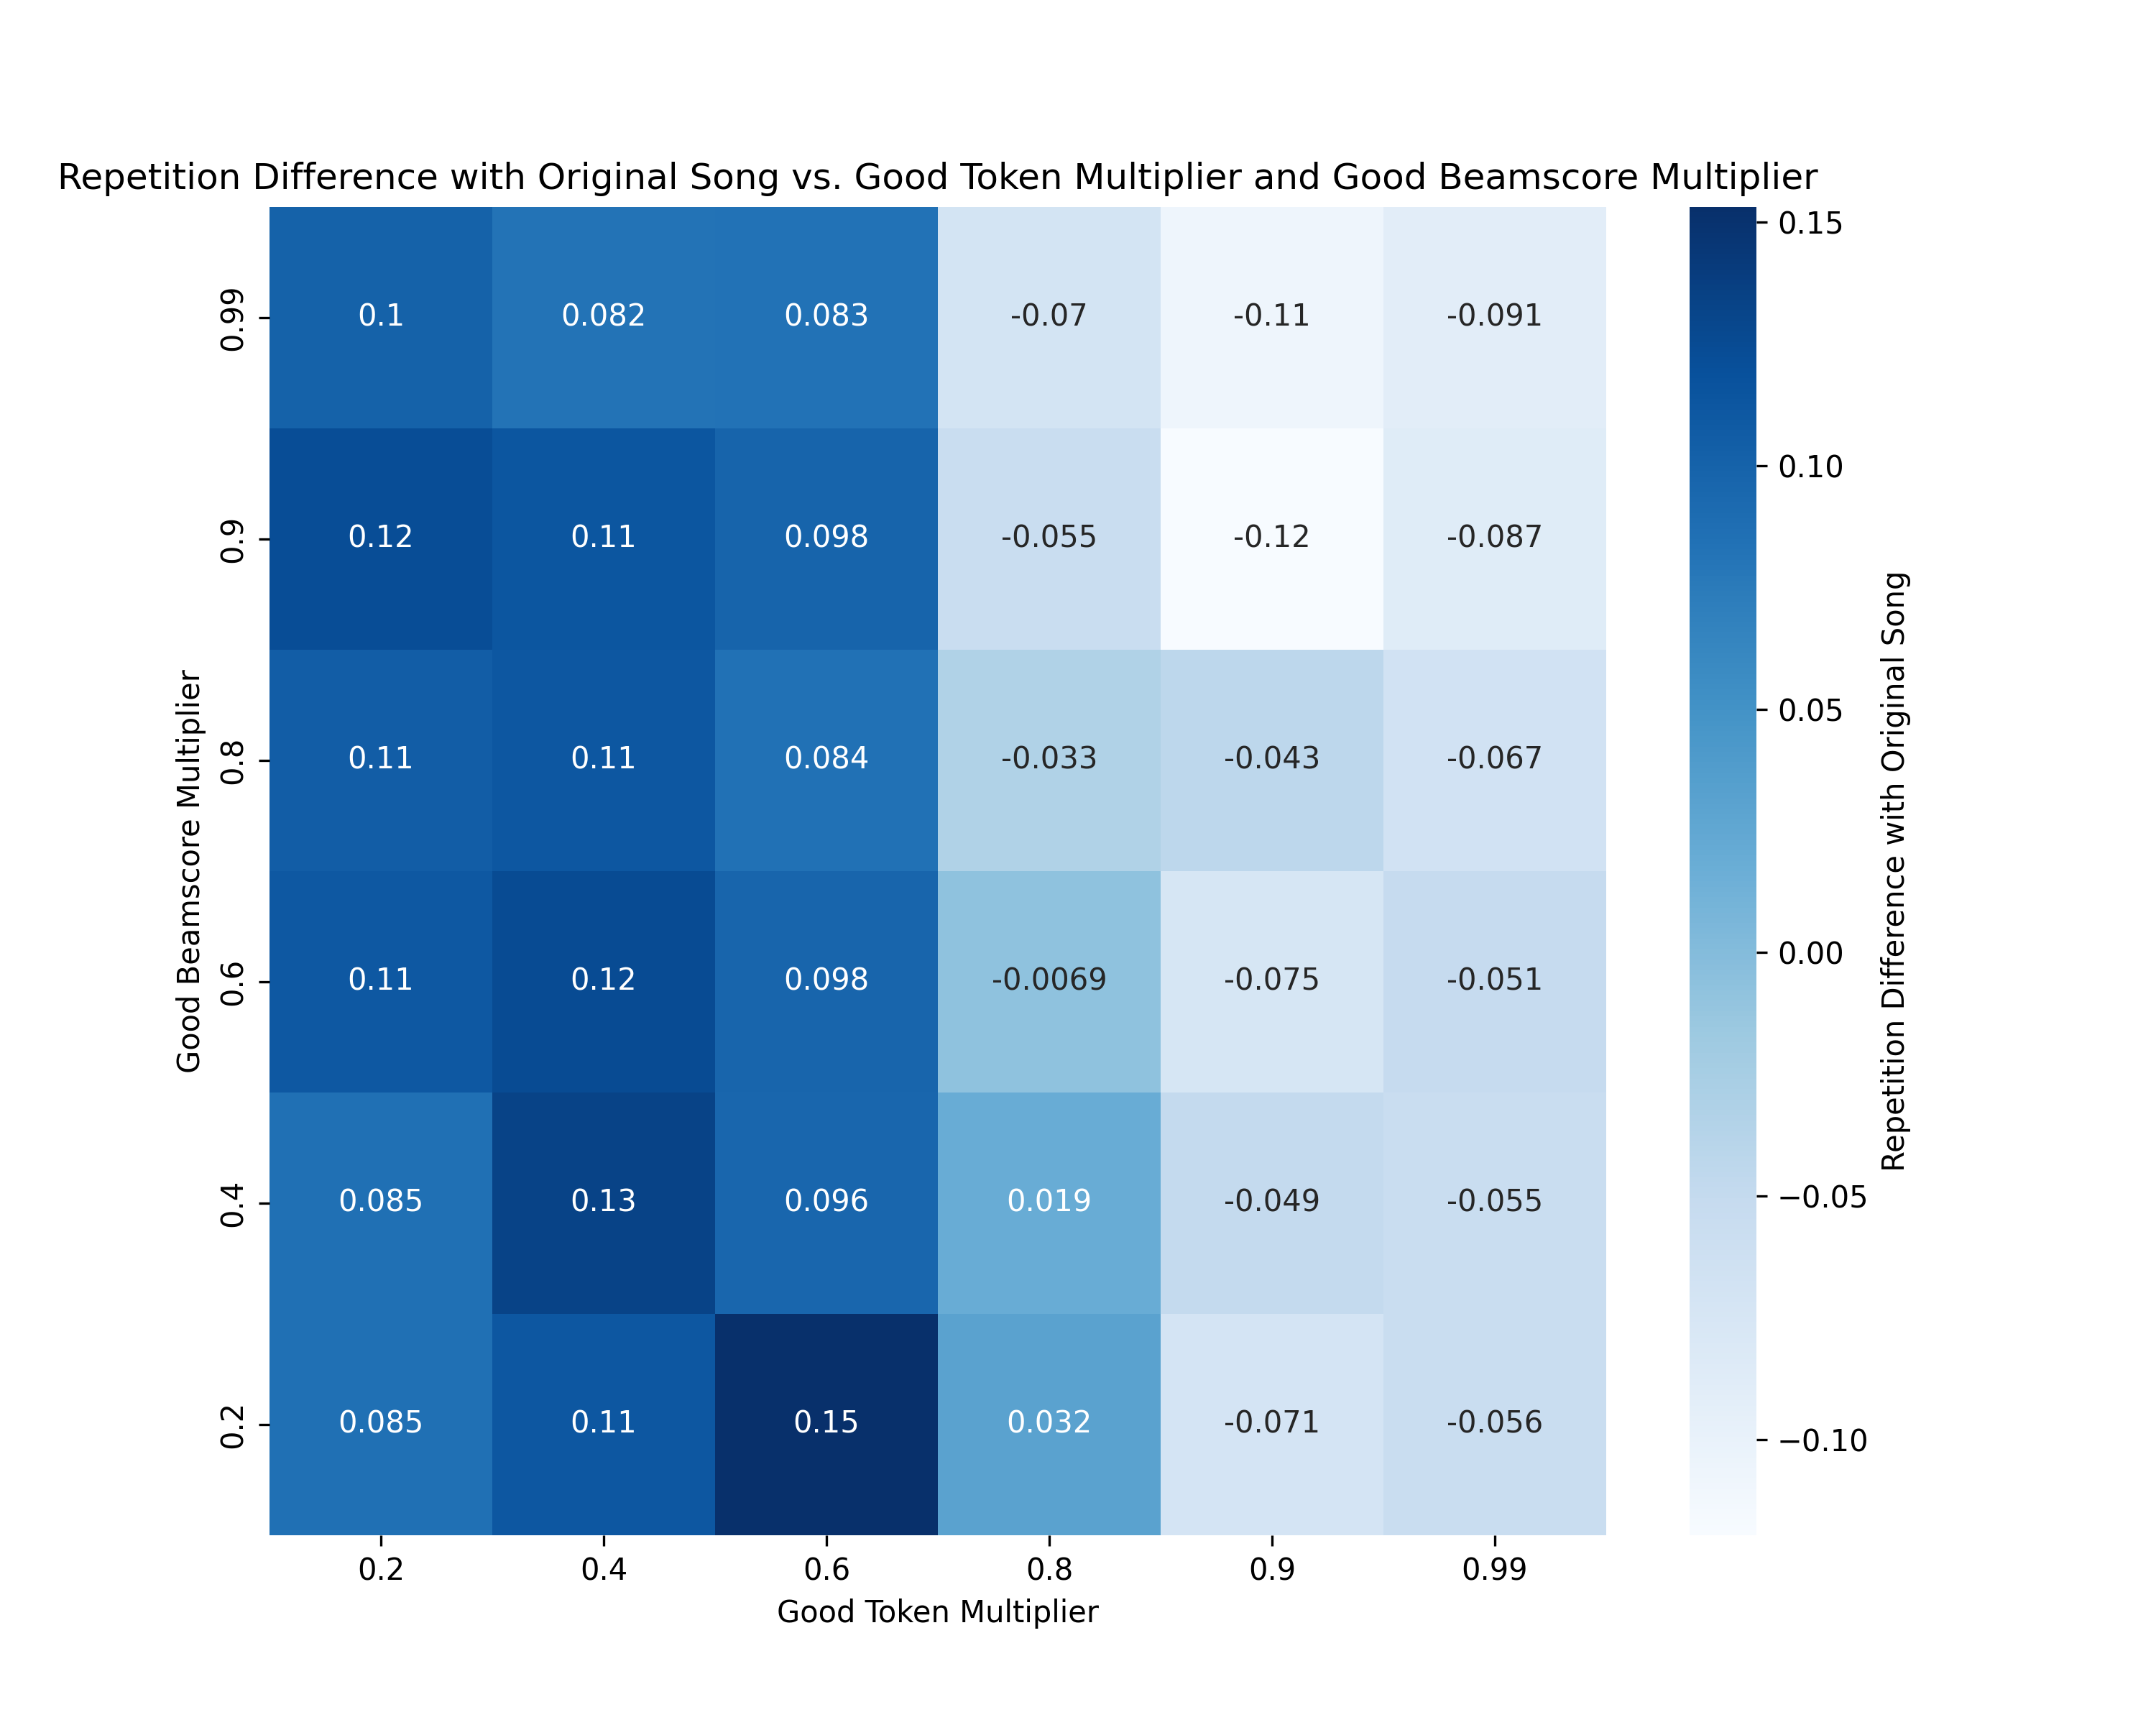 Repetition Difference with Original Song vs. Good Token Multiplier and Good Beamscore Multiplier
0.99 0.1 0.082 0.083 -0.07 -0.11 -0.091
0.9 0.12 0.11 0.098 -0.055 -0.12 -0.087
0.8 0.11 0.11 0.084 -0.033 -0.043 -0.067
0.6 0.11 0.12 0.098 -0.0069 -0.075 -0.051
0.4 0.085 0.13 0.096 0.019 -0.049 -0.055
0.2 0.085 0.11 0.15 0.032 -0.071 -0.056
0.2 0.4 0.6 0.8 0.9 0.99
Good Token Multiplier
Good Beamscore Multiplier
0.15
0.10
0.05
0.00
−0.05
−0.10
Repetition Difference with Original Song